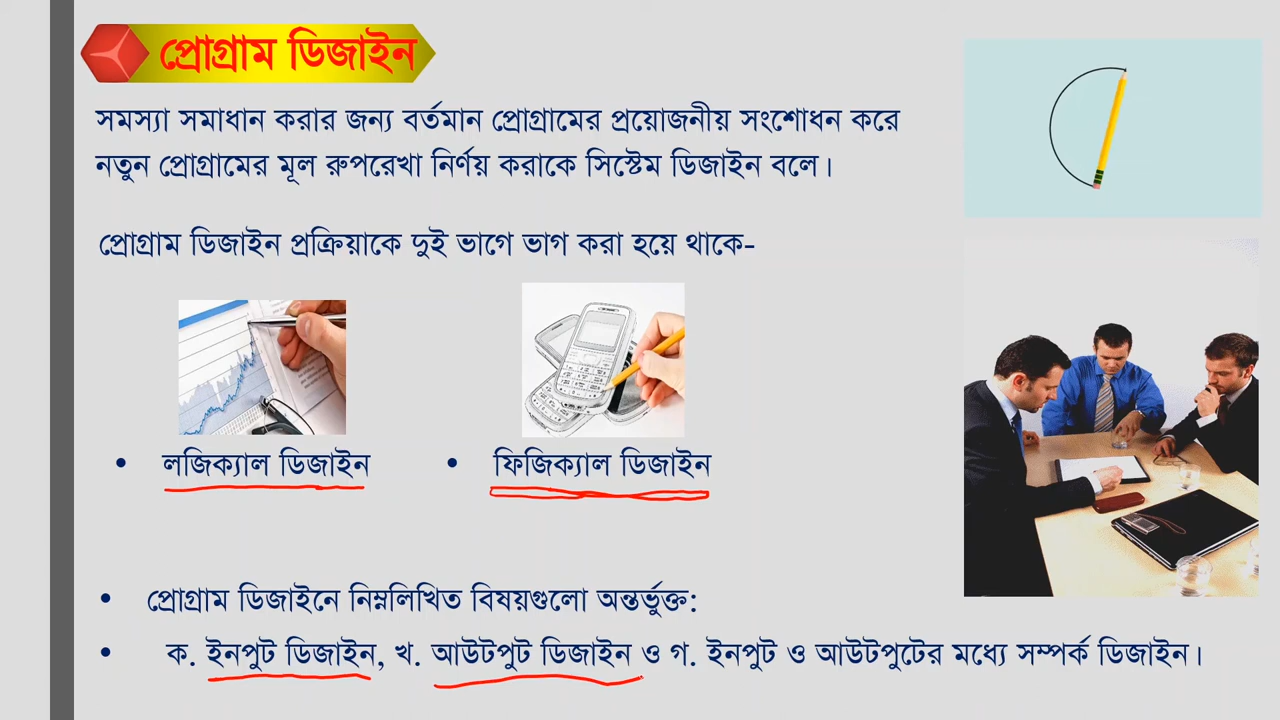 প্রোগ্রাম ডিজাইন
সমস্যা সমাধান করার জন্য বর্তমান প্রোগ্রামের প্রয়োজনীয় সংশোধন করে
নতুন প্রোগ্রামের মূল রুপরেখা নির্ণয় করাকে সিস্টেম ডিজাইন বলে।
প্রোগ্রাম ডিজাইন প্রক্রিয়াকে দুই ভাগে ভাগ করা হয়ে থাকে-
• লজিক্যাল ডিজাইন • ফিজিক্যাল ডিজাইন
• প্রোগ্রাম ডিজাইনে নিম্নলিখিত বিষয়গুলো অন্তর্ভুক্ত:
• ক. ইনপুট ডিজাইন, খ. আউটপুট ডিজাইন ও গ. ইনপুট ও আউটপুটের মধ্যে সম্পর্ক ডিজাইন।